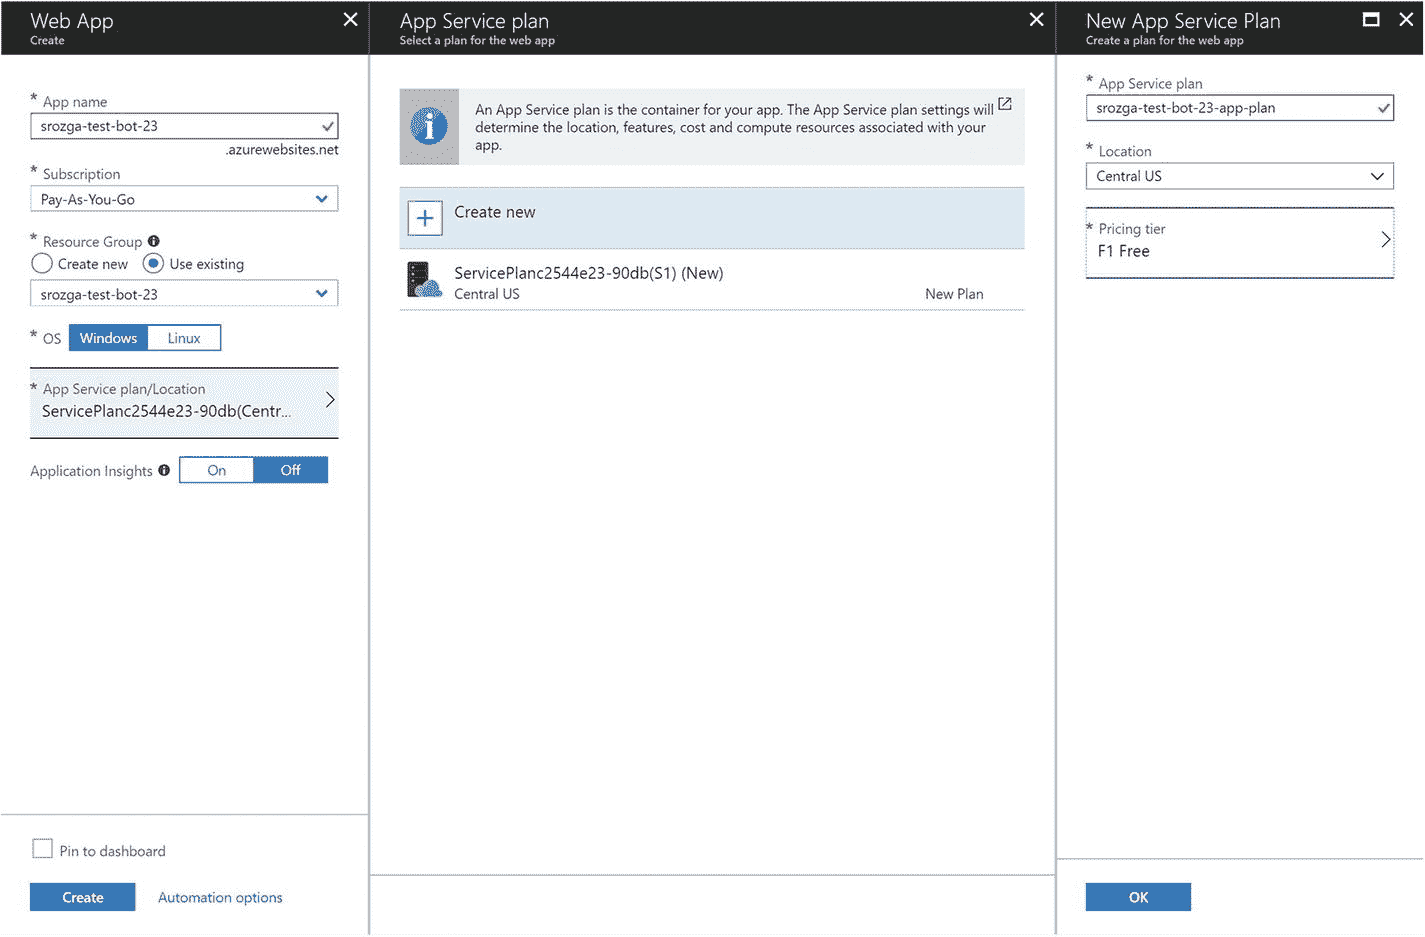 Web App
Create
* App name
srozga-test-bot-23
.azurewebsites.net
* Subscription
Pay-As-You-Go
* Resource Group
Create new
Use existing
srozga-test-bot-23
* OS
Windows
Linux
* App Service plan/Location
ServicePlanc2544e23-90db(Centr...
Application Insights
On
Off
Pin to dashboard
Create
Automation options
App Service plan
Select a plan for the web app
An App Service plan is the container for your app. The App Service plan settings will
determine the location, features, cost and compute resources associated with your
app.
Create new
ServicePlanc2544e23-90db(S1) (New)
Central US
New Plan
New App Service Plan
Create a plan for the web app
* App Service plan
srozga-test-bot-23-app-plan
* Location
Central US
* Pricing tier
F1 Free
OK